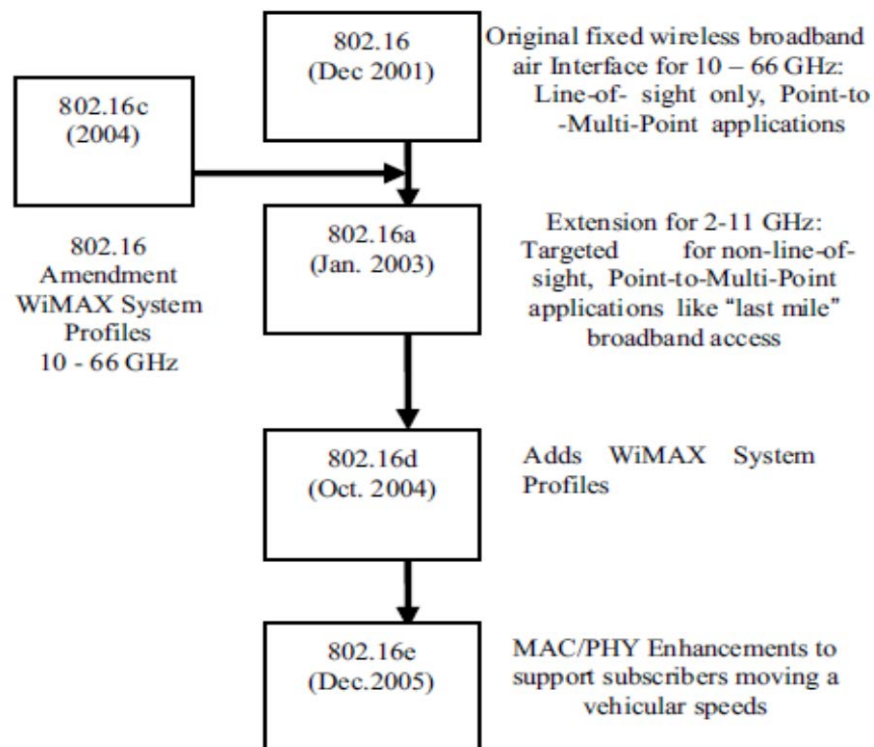 802.16
(Dec 2001)
Original fixed wireless broadband
air Interface for 10 – 66 GHz:
Line-of- sight only, Point-to
-Multi-Point applications
802.16c
(2004)
802.16
Amendment
WiMAX System
Profiles
10 - 66 GHz
802.16a
(Jan. 2003)
Extension for 2-11 GHz:
Targeted for non-line-of-
sight, Point-to-Multi-Point
applications like “last mile”
broadband access
802.16d
(Oct. 2004)
Adds WiMAX System
Profiles
802.16e
(Dec.2005)
MAC/PHY Enhancements to
support subscribers moving a
vehicular speeds